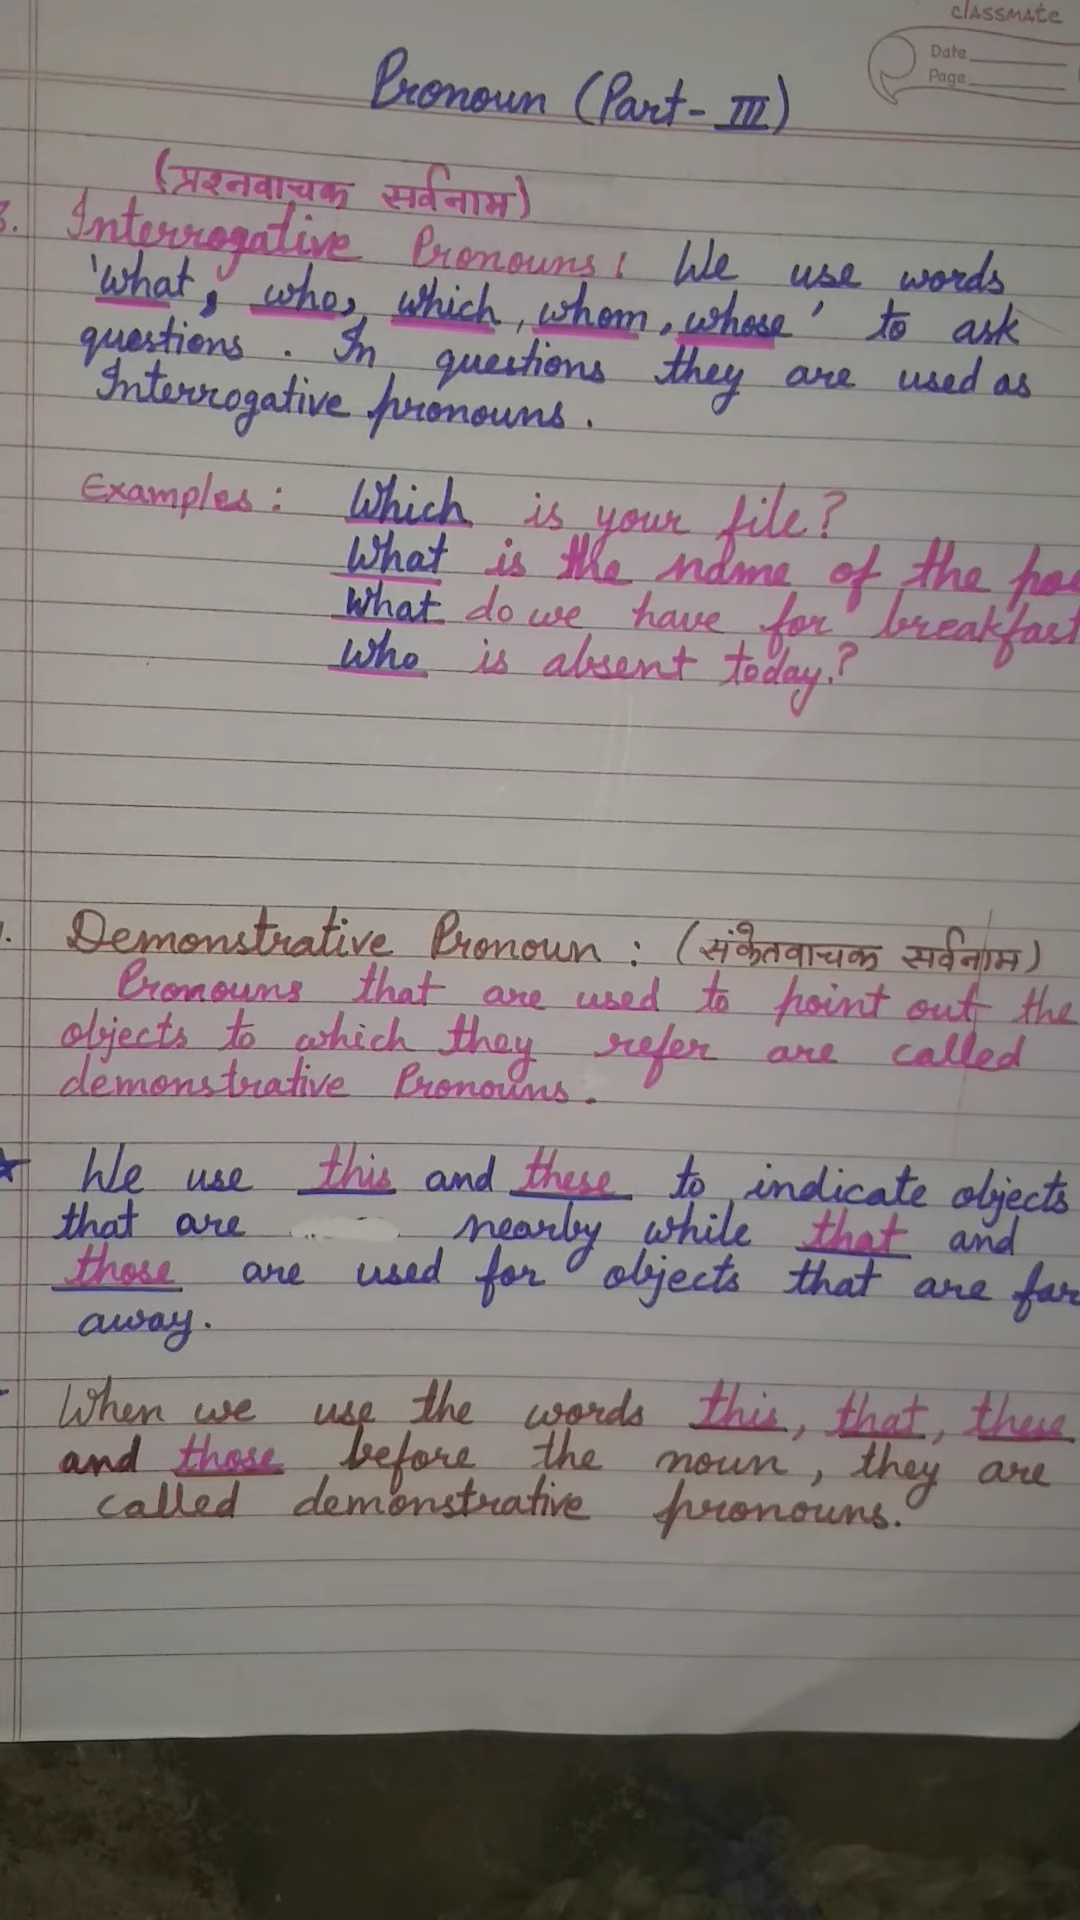 classmate
Date
Page
Pronoun (Part-III)
(प्रश्नवाचक सर्वनाम)
3. Interrogative Pronouns: We use words
'what, who, which, whom, whose' to ask
questions. In questions they are used as
Interrogative pronouns.
Examples: Which is your file?
What is the name of the
What do we have for breakfast
Who is absent today.?
Demonstrative Pronoun: (संकेतवाचक सर्वनाम)
Pronouns that are used to point out the
objects to which they refer are called
demonstrative Pronouns.
We use this and these to indicate objects
that are nearby while that and
those are used for objects that are far
away.
When we use the words this, that, these
and those before the noun, they are
called demonstrative pronouns.